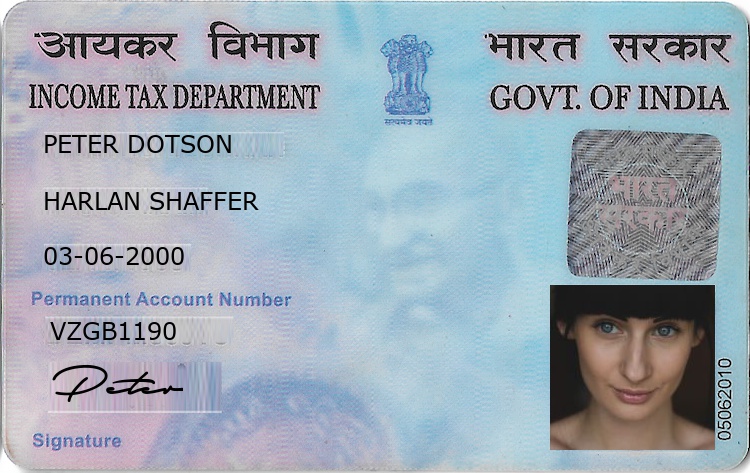 आयकर विभाग
भारत सरकार
INCOME TAX DEPARTMENT
GOVT. OF INDIA
सत्यमेव जयते
PETER DOTSON
HARLAN SHAFFER
03-06-2000
भारत
सरकार
Permanent Account Number
VZGB1190
Peter
Signature
05062010